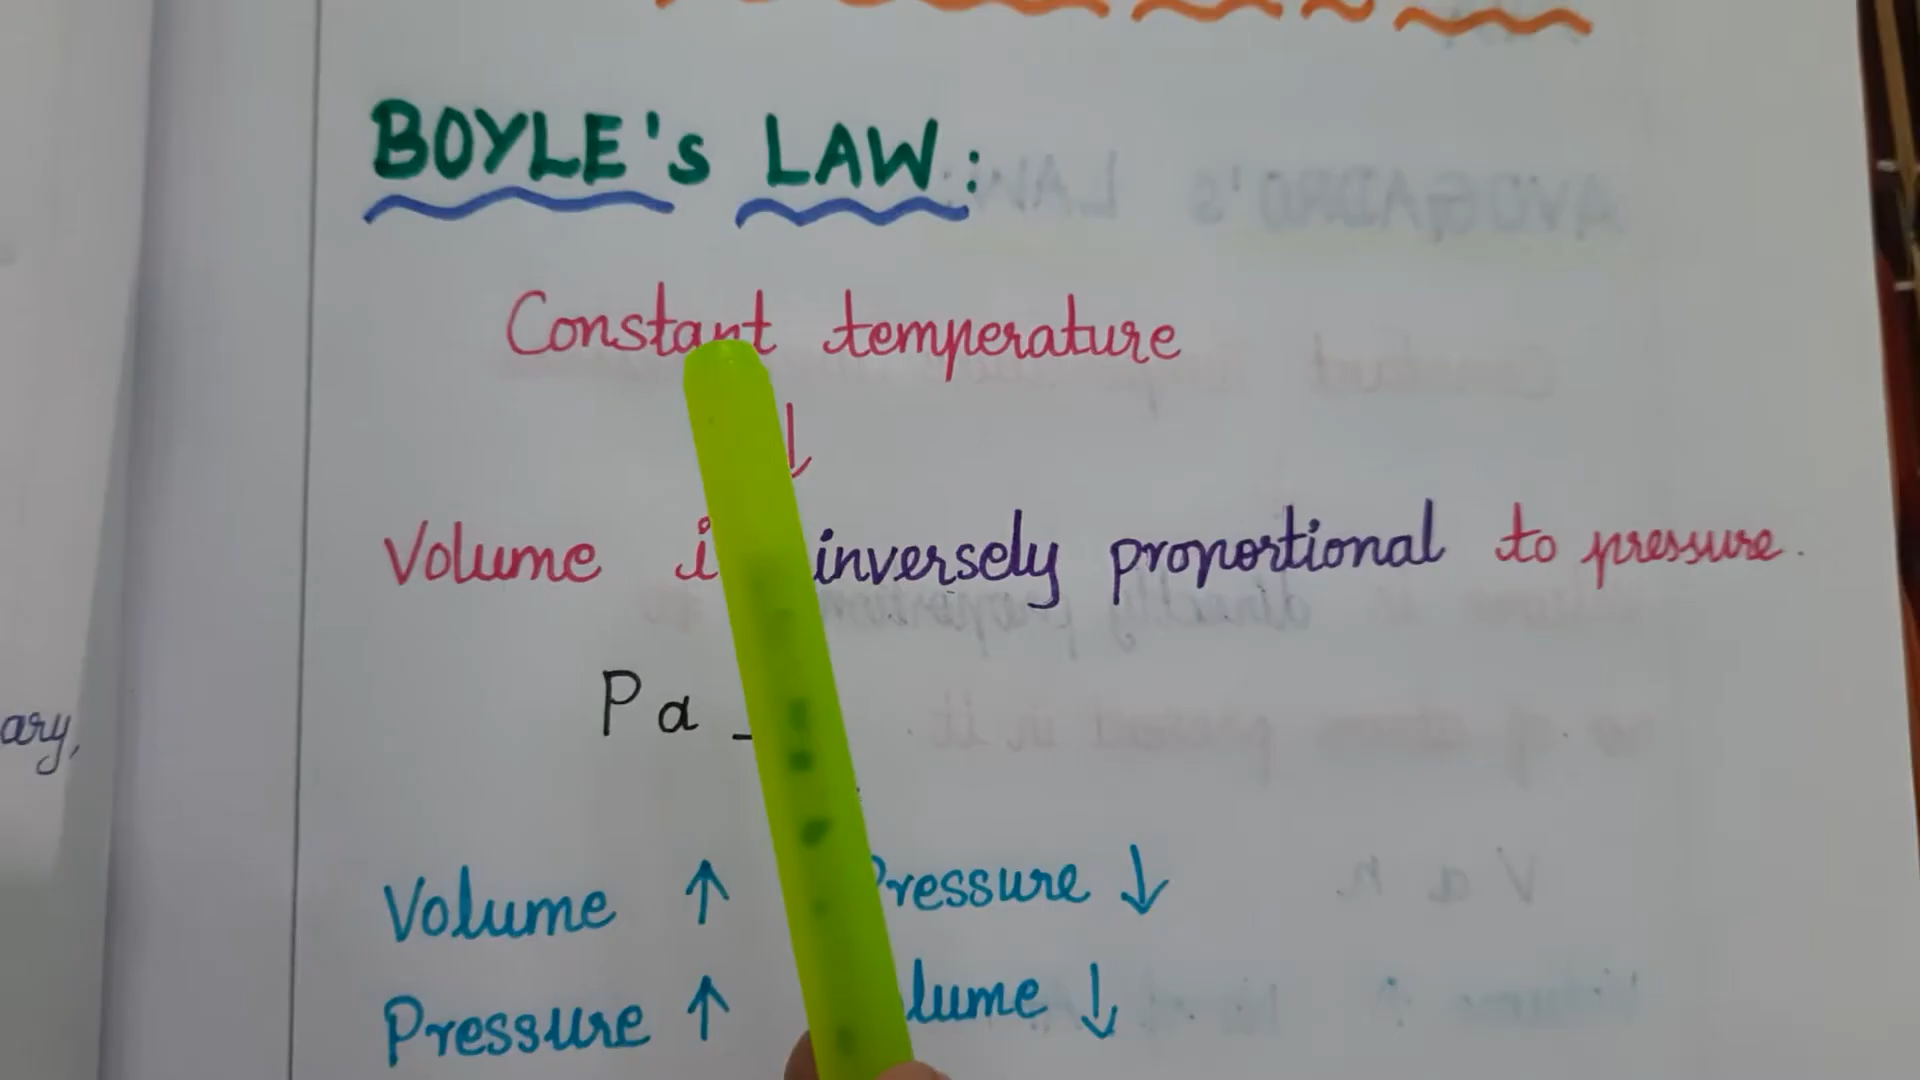 BOYLE's LAW:
Constant temperature
↓
Volume i inversely proportional to pressure.
P α
Volume ↑ Pressure ↓
Pressure ↑ lume ↓
ary,